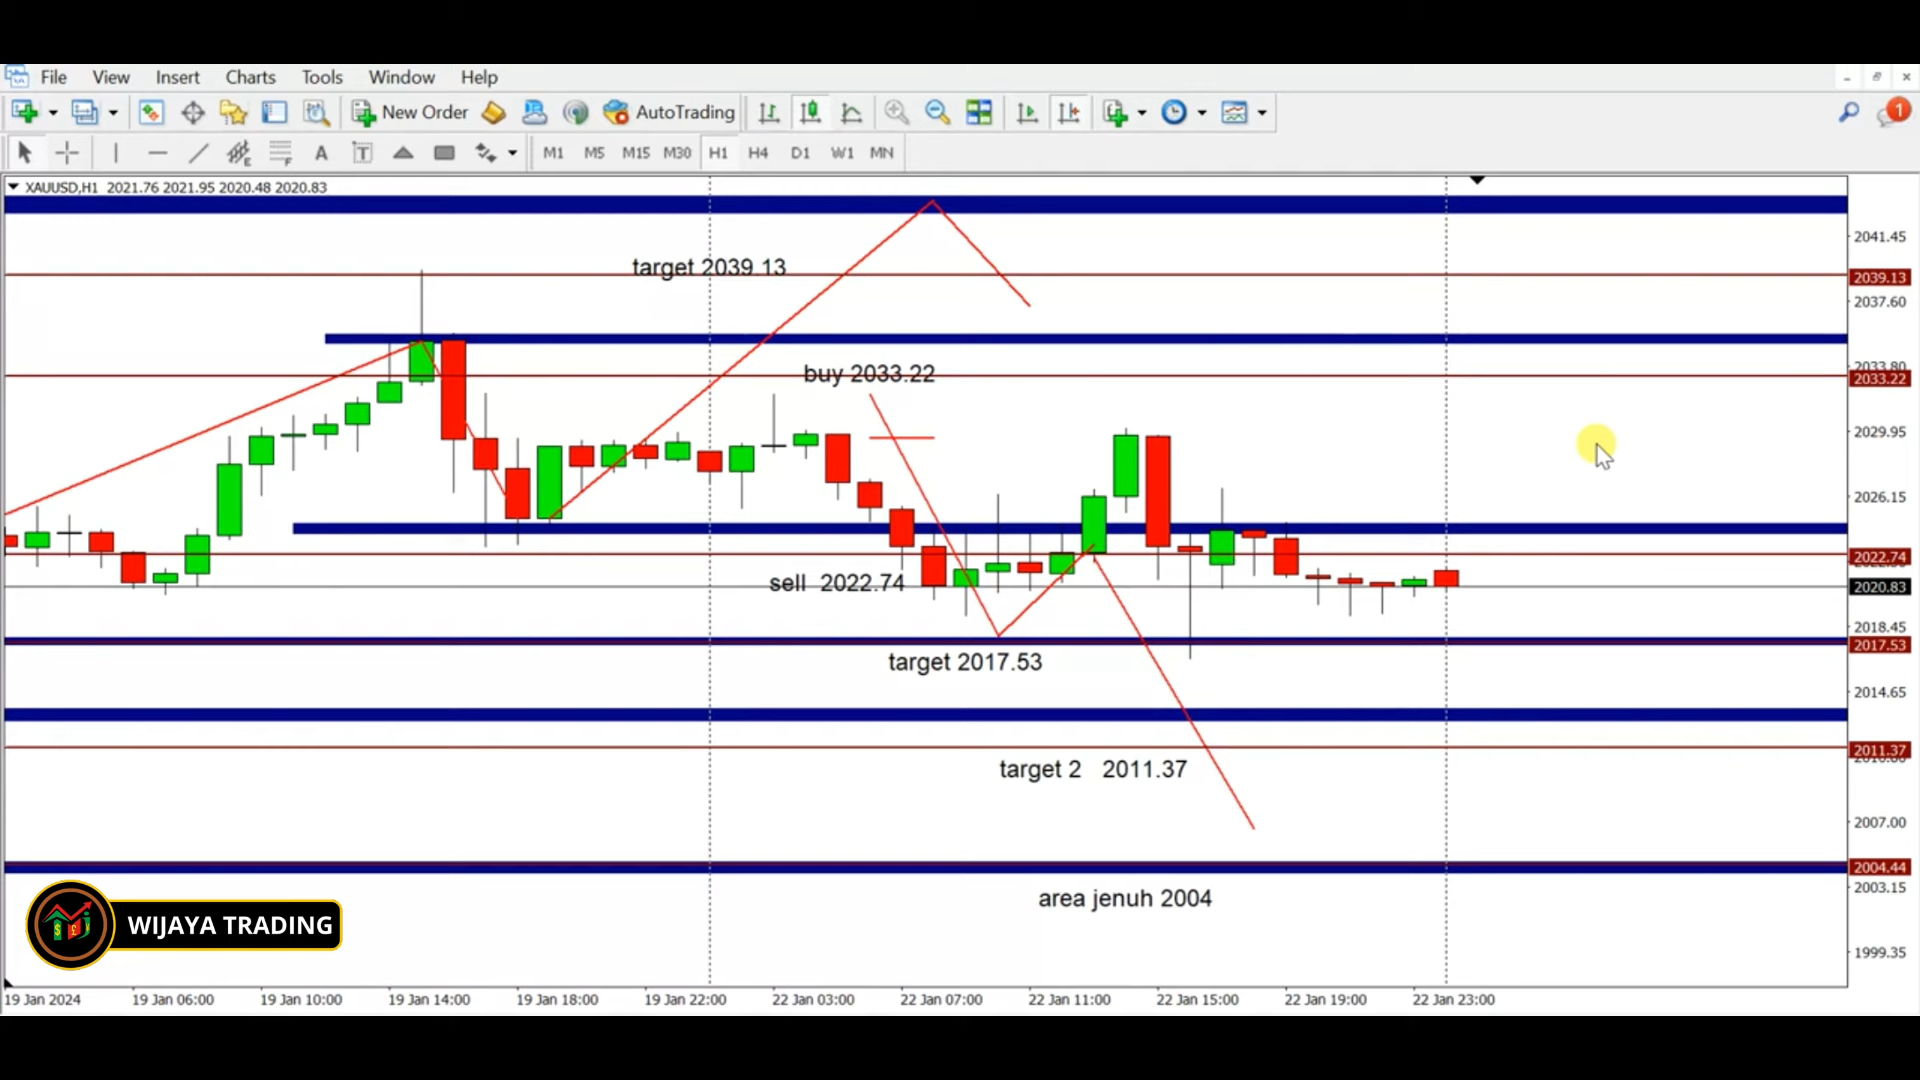 File View Insert Charts Tools Window Help
New Order AutoTrading 1
A T M1 M5 M15 M30 H1 H4 D1 W1 MN
XAUUSD,H1 2021.76 2021.95 2020.48 2020.83
2041.45
target 2039.13
2039.13
2037.60
2033.80
buy 2033.22
2033.22
2029.95
2026.15
2022.74
sell 2022.74
2020.83
2018.45
2017.53
target 2017.53
2014.65
2011.37
target 2 2011.37
2007.00
2004.44
2003.15
area jenuh 2004
WIJAYA TRADING
1999.35
19 Jan 2024 19 Jan 06:00 19 Jan 10:00 19 Jan 14:00 19 Jan 18:00 19 Jan 22:00 22 Jan 03:00 22 Jan 07:00 22 Jan 11:00 22 Jan 15:00 22 Jan 19:00 22 Jan 23:00